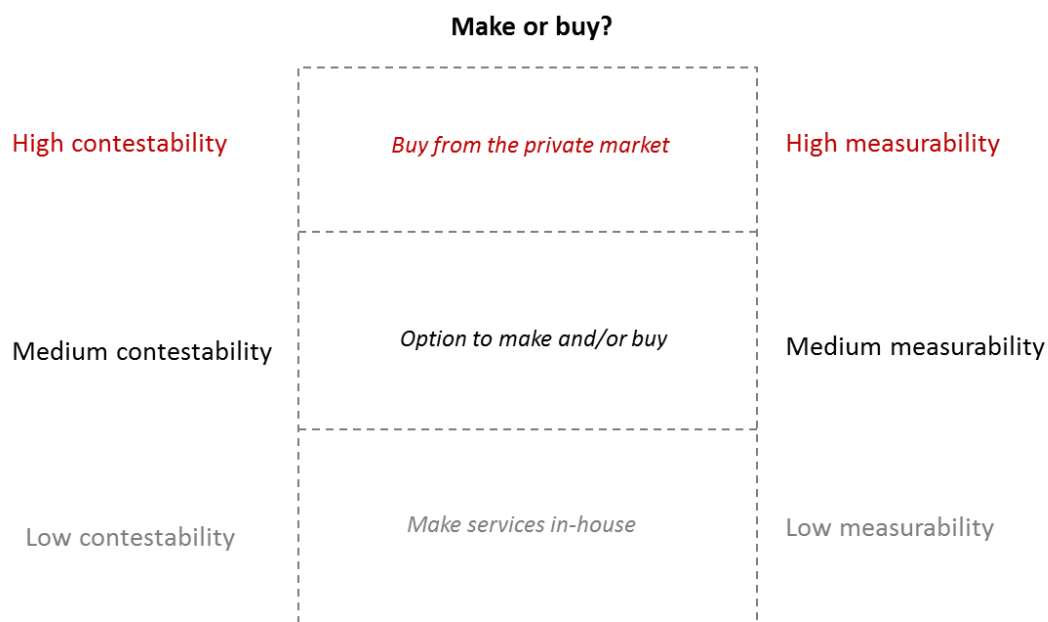 Make or buy?
High contestability
Buy from the private market
High measurability
Medium contestability
Option to make and/or buy
Medium measurability
Low contestability
Make services in-house
Low measurability